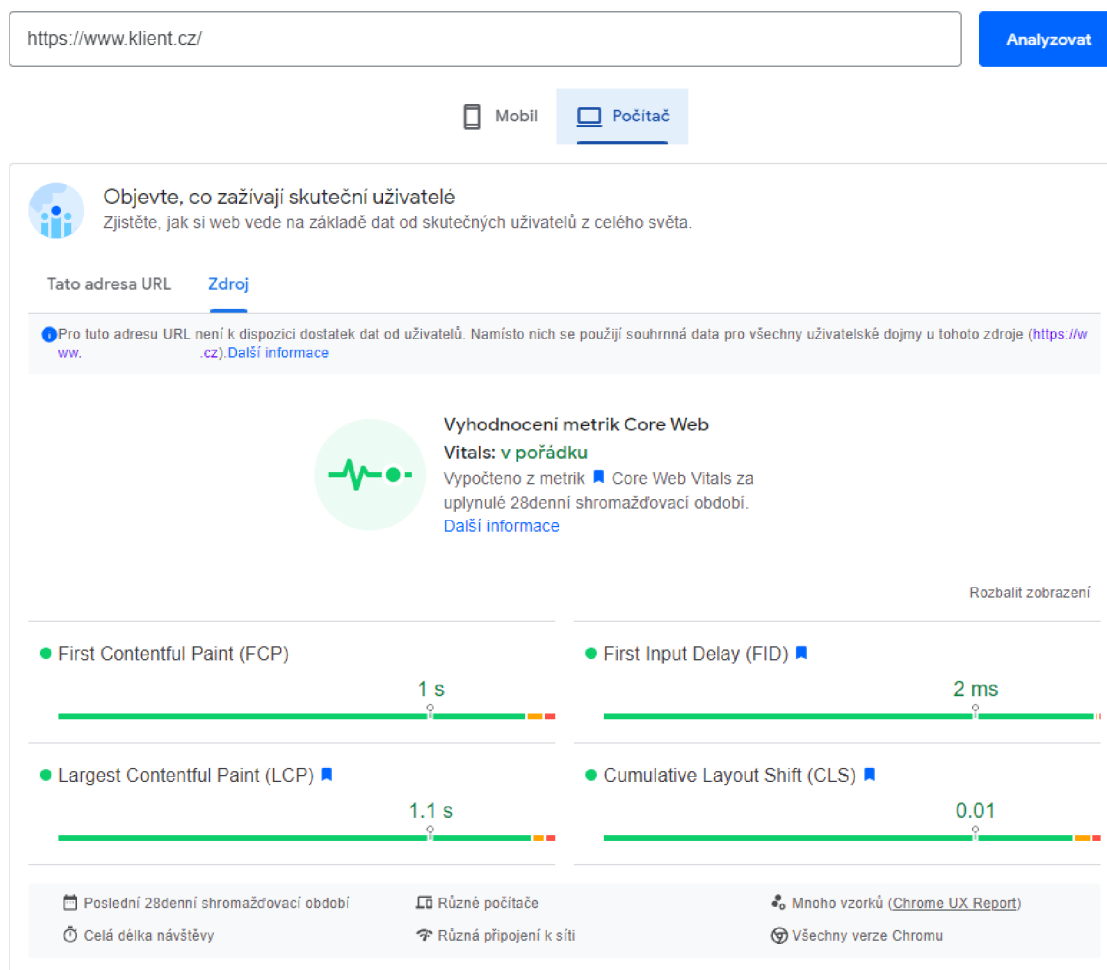 https://www.klient.cz/
Analyzovat
Mobil
Počítač
Objevte, co zažívají skuteční uživatelé
Zjistěte, jak si web vede na základě dat od skutečných uživatelů z celého světa.
Tato adresa URL
Zdroj
Pro tuto adresu URL není k dispozici dostatek dat od uživatelů. Namísto nich se použijí souhrnná data pro všechny uživatelské dojmy u tohoto zdroje (https://w
ww. .cz).Další informace
Vyhodnocení metrik Core Web
Vitals: v pořádku
Vypočteno z metrik Core Web Vitals za
uplynulé 28denní shromažďovací období.
Další informace
Rozbalit zobrazení
First Contentful Paint (FCP)
1 s
First Input Delay (FID)
2 ms
Largest Contentful Paint (LCP)
1.1 s
Cumulative Layout Shift (CLS)
0.01
Poslední 28denní shromažďovací období
Různé počítače
Mnoho vzorků (Chrome UX Report)
Celá délka návštěvy
Různá připojení k síti
Všechny verze Chromu